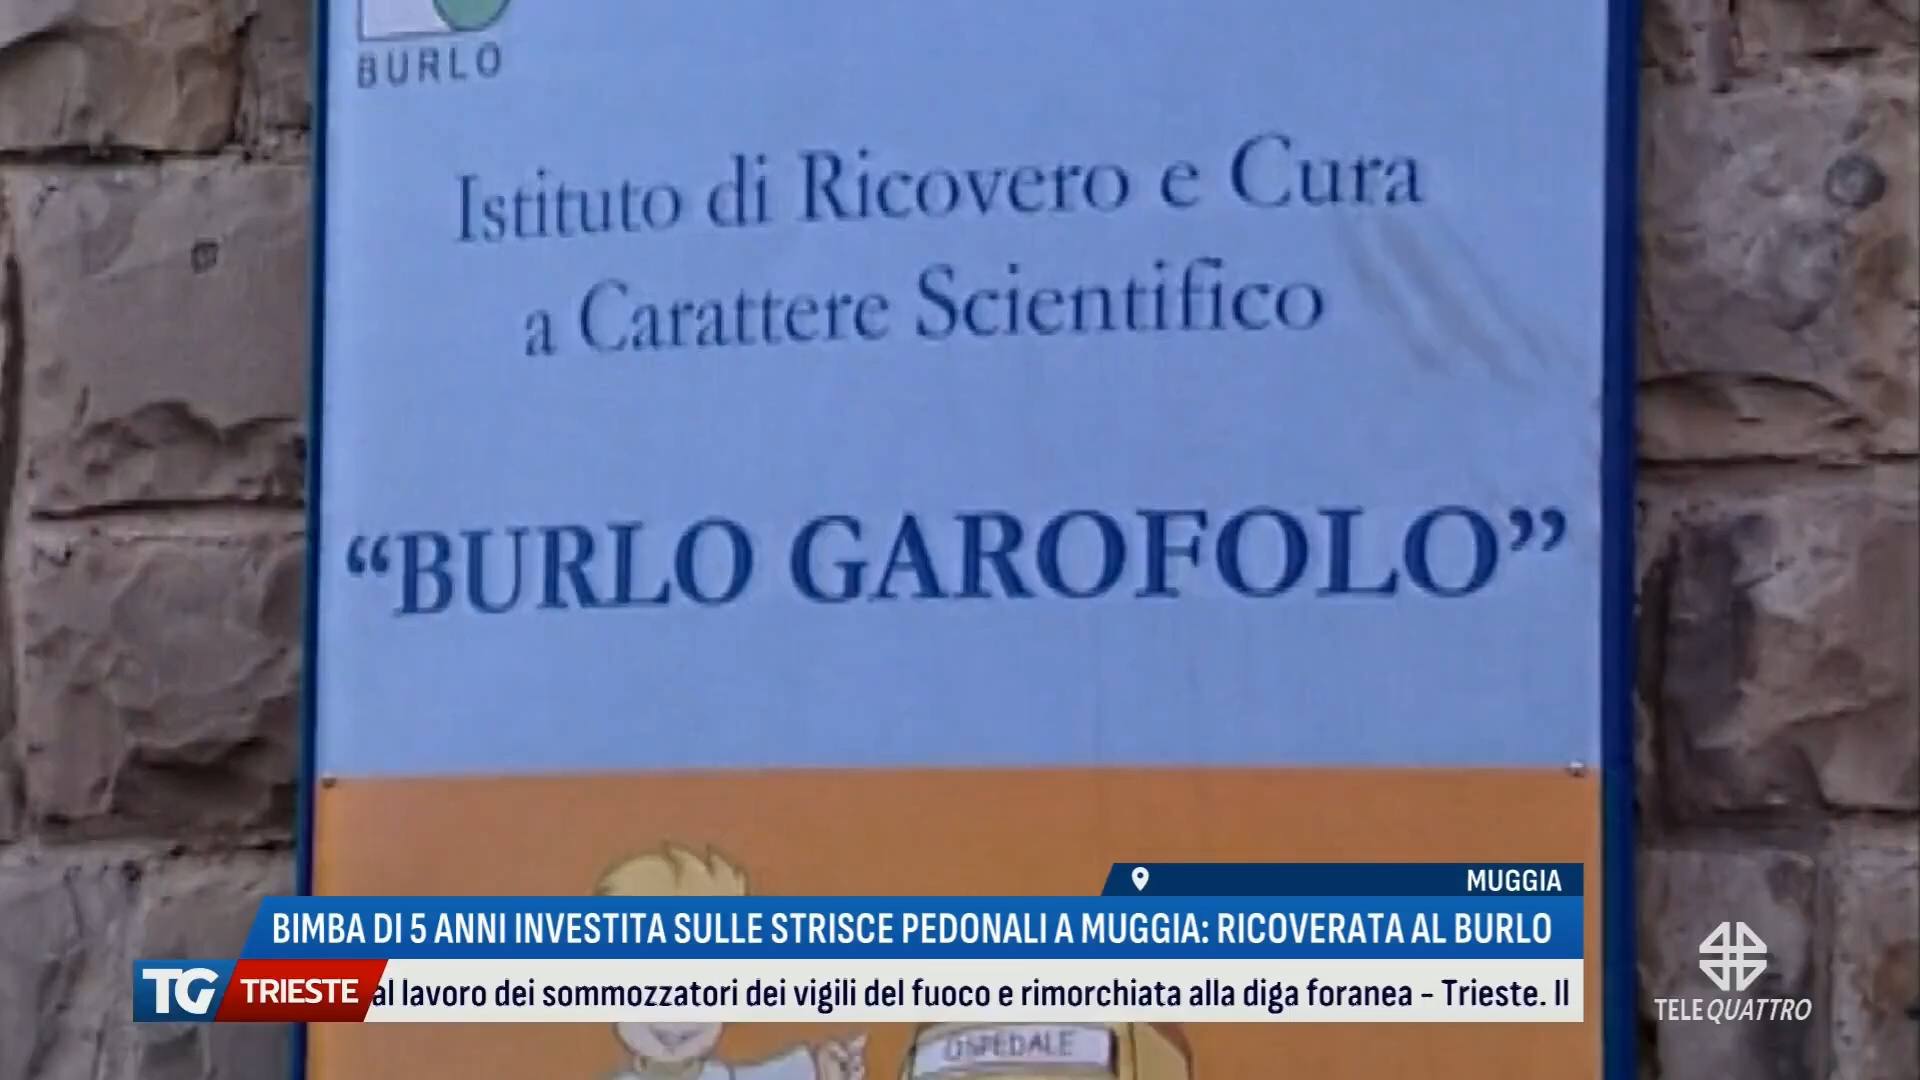 BURLO
Istituto di Ricovero e Cura
a Carattere Scientifico
“BURLO GAROFOLO”
MUGGIA
BIMBA DI 5 ANNI INVESTITA SULLE STRISCE PEDONALI A MUGGIA: RICOVERATA AL BURLO
TG TRIESTE al lavoro dei sommozzatori dei vigili del fuoco e rimorchiata alla diga foranea - Trieste. Il
TELEQUATTRO
OSPEDALE